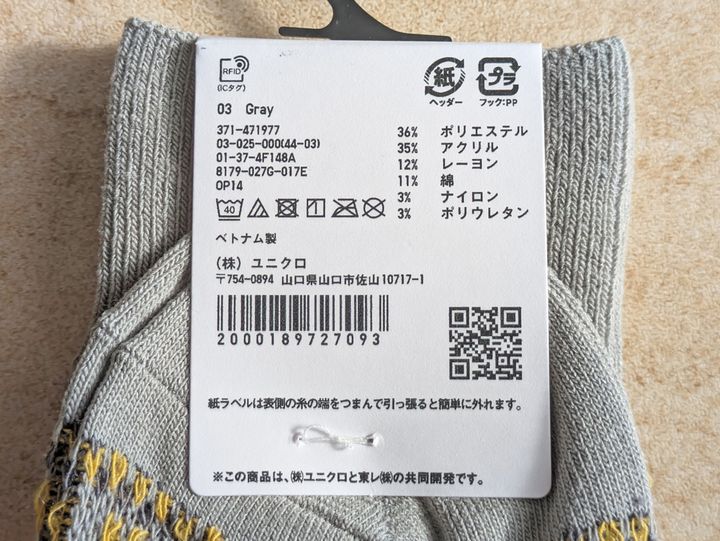 RFID
(ICタグ)
紙
ヘッダー
プラ
フック:PP
03 Gray
371-471977
03-025-000(44-03)
01-37-4F148A
8179-027G-017E
OP14
36% ポリエステル
35% アクリル
12% レーヨン
11% 綿
3% ナイロン
3% ポリウレタン
40
ベトナム製
(株) ユニクロ
〒754-0894 山口県山口市佐山10717-1
2000189727093
紙ラベルは表側の糸の端をつまんで引っ張ると簡単に外れます。
※この商品は、㈱ユニクロと東レ㈱の共同開発です。